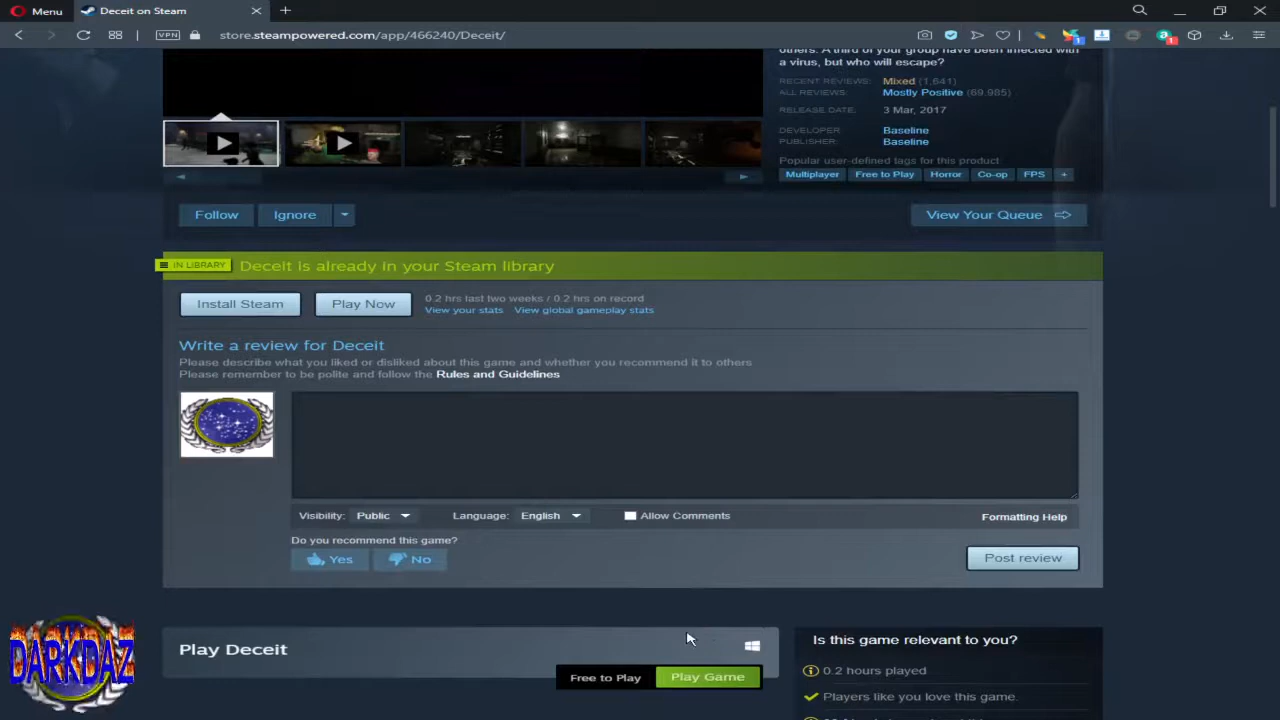 Menu
Deceit on Steam
VPN
store.steampowered.com/app/466240/Deceit/
1
1
others. A third of your group have been infected with
a virus, but who will escape?
RECENT REVIEWS: Mixed (1,641)
ALL REVIEWS: Mostly Positive (69,985)
RELEASE DATE: 3 Mar, 2017
DEVELOPER: Baseline
PUBLISHER: Baseline
Popular user-defined tags for this product
Multiplayer Free to Play Horror Co-op FPS +
Follow Ignore View Your Queue
IN LIBRARY Deceit is already in your Steam library
Install Steam Play Now
0.2 hrs last two weeks / 0.2 hrs on record
View your stats View global gameplay stats
Write a review for Deceit
Please describe what you liked or disliked about this game and whether you recommend it to others
Please remember to be polite and follow the Rules and Guidelines
Visibility: Public Language: English Allow Comments Formatting Help
Do you recommend this game?
Yes No Post review
Play Deceit
Free to Play Play Game
Is this game relevant to you?
0.2 hours played
Players like you love this game.
DARKDAZ